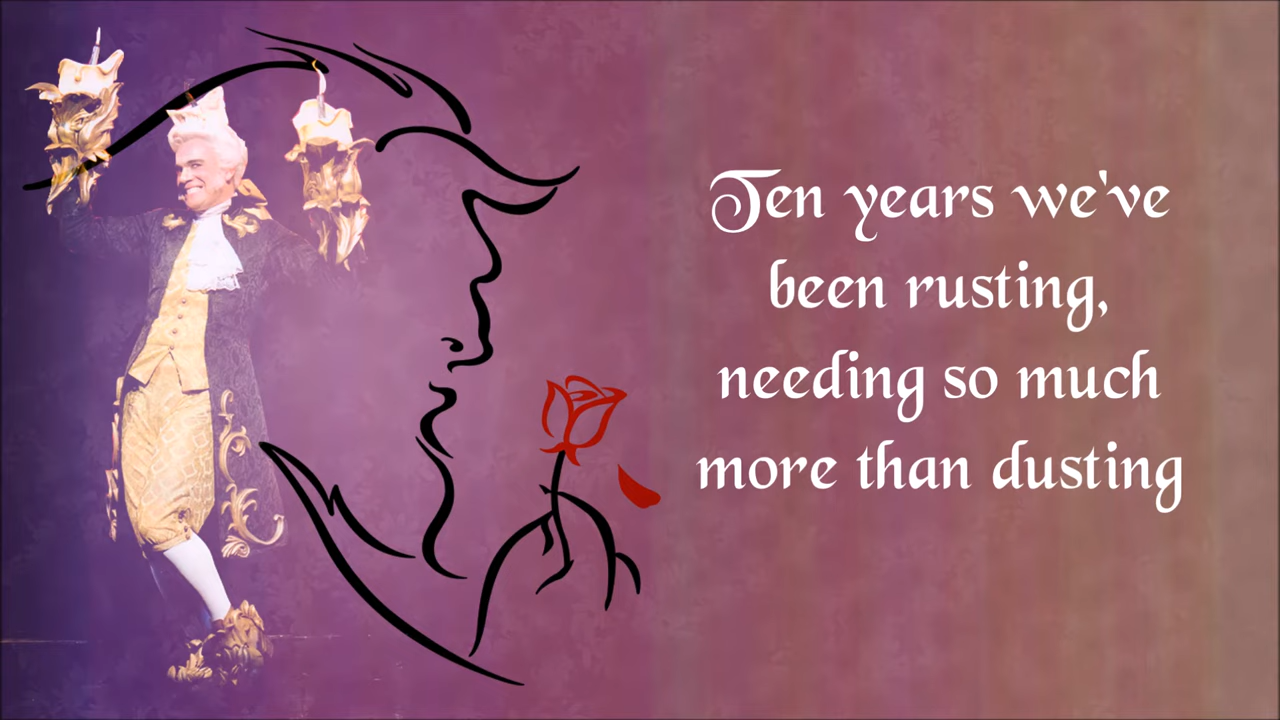 Ten years we've
been rusting,
needing so much
more than dusting